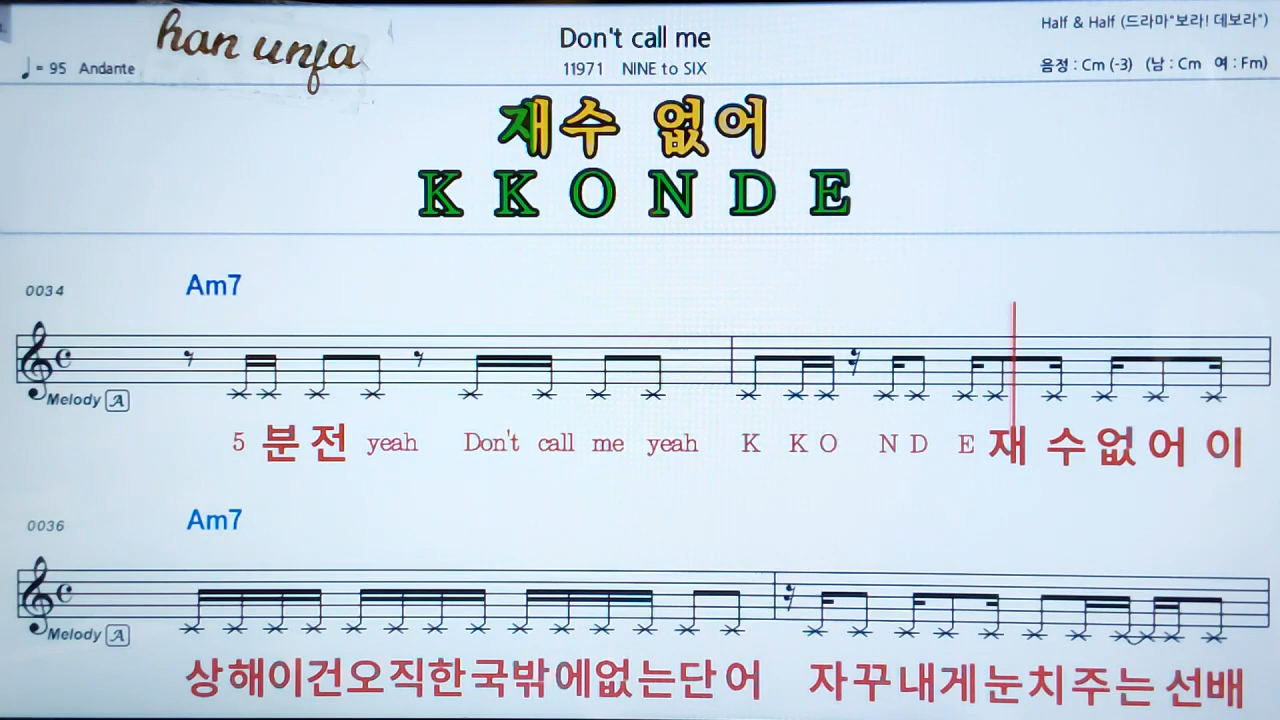 han unfa
Don't call me
Half & Half (드라마"보라! 데보라")
♩= 95 Andante
11971 NINE to SIX
음정 : Cm (-3) (남 : Cm 여 : Fm)
재수 없어
KKONDE
0034
Am7
Melody A
5 분 전 yeah Don't call me yeah K K O N D E 재 수 없 어 이
0036
Am7
Melody A
상해이건오직한국밖에없는단어 자꾸내게눈치주는선배